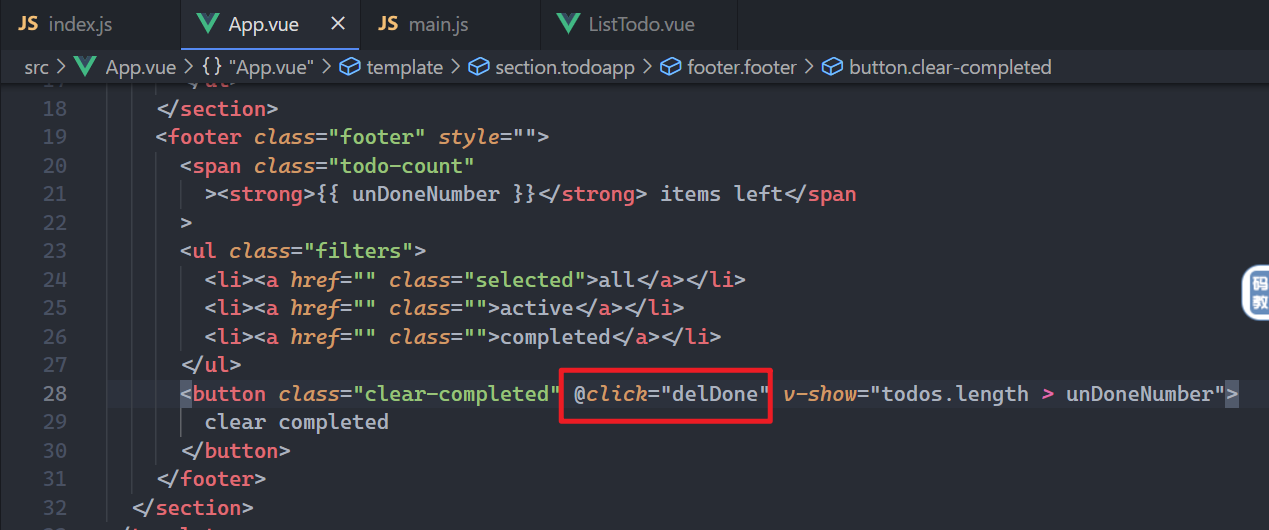 JS index.js App.vue × JS main.js ListTodo.vue
src > App.vue > {} "App.vue" > template > section.todoapp > footer.footer > button.clear-completed
18 </section>
19 <footer class="footer" style="">
20 <span class="todo-count"
21 ><strong>{{ unDoneNumber }}</strong> items left</span
22 >
23 <ul class="filters">
24 <li><a href="" class="selected">all</a></li>
25 <li><a href="" class="">active</a></li>
26 <li><a href="" class="">completed</a></li>
27 </ul>
28 <button class="clear-completed" @click="delDone" v-show="todos.length > unDoneNumber">
29 clear completed
30 </button>
31 </footer>
32 </section>
码
教